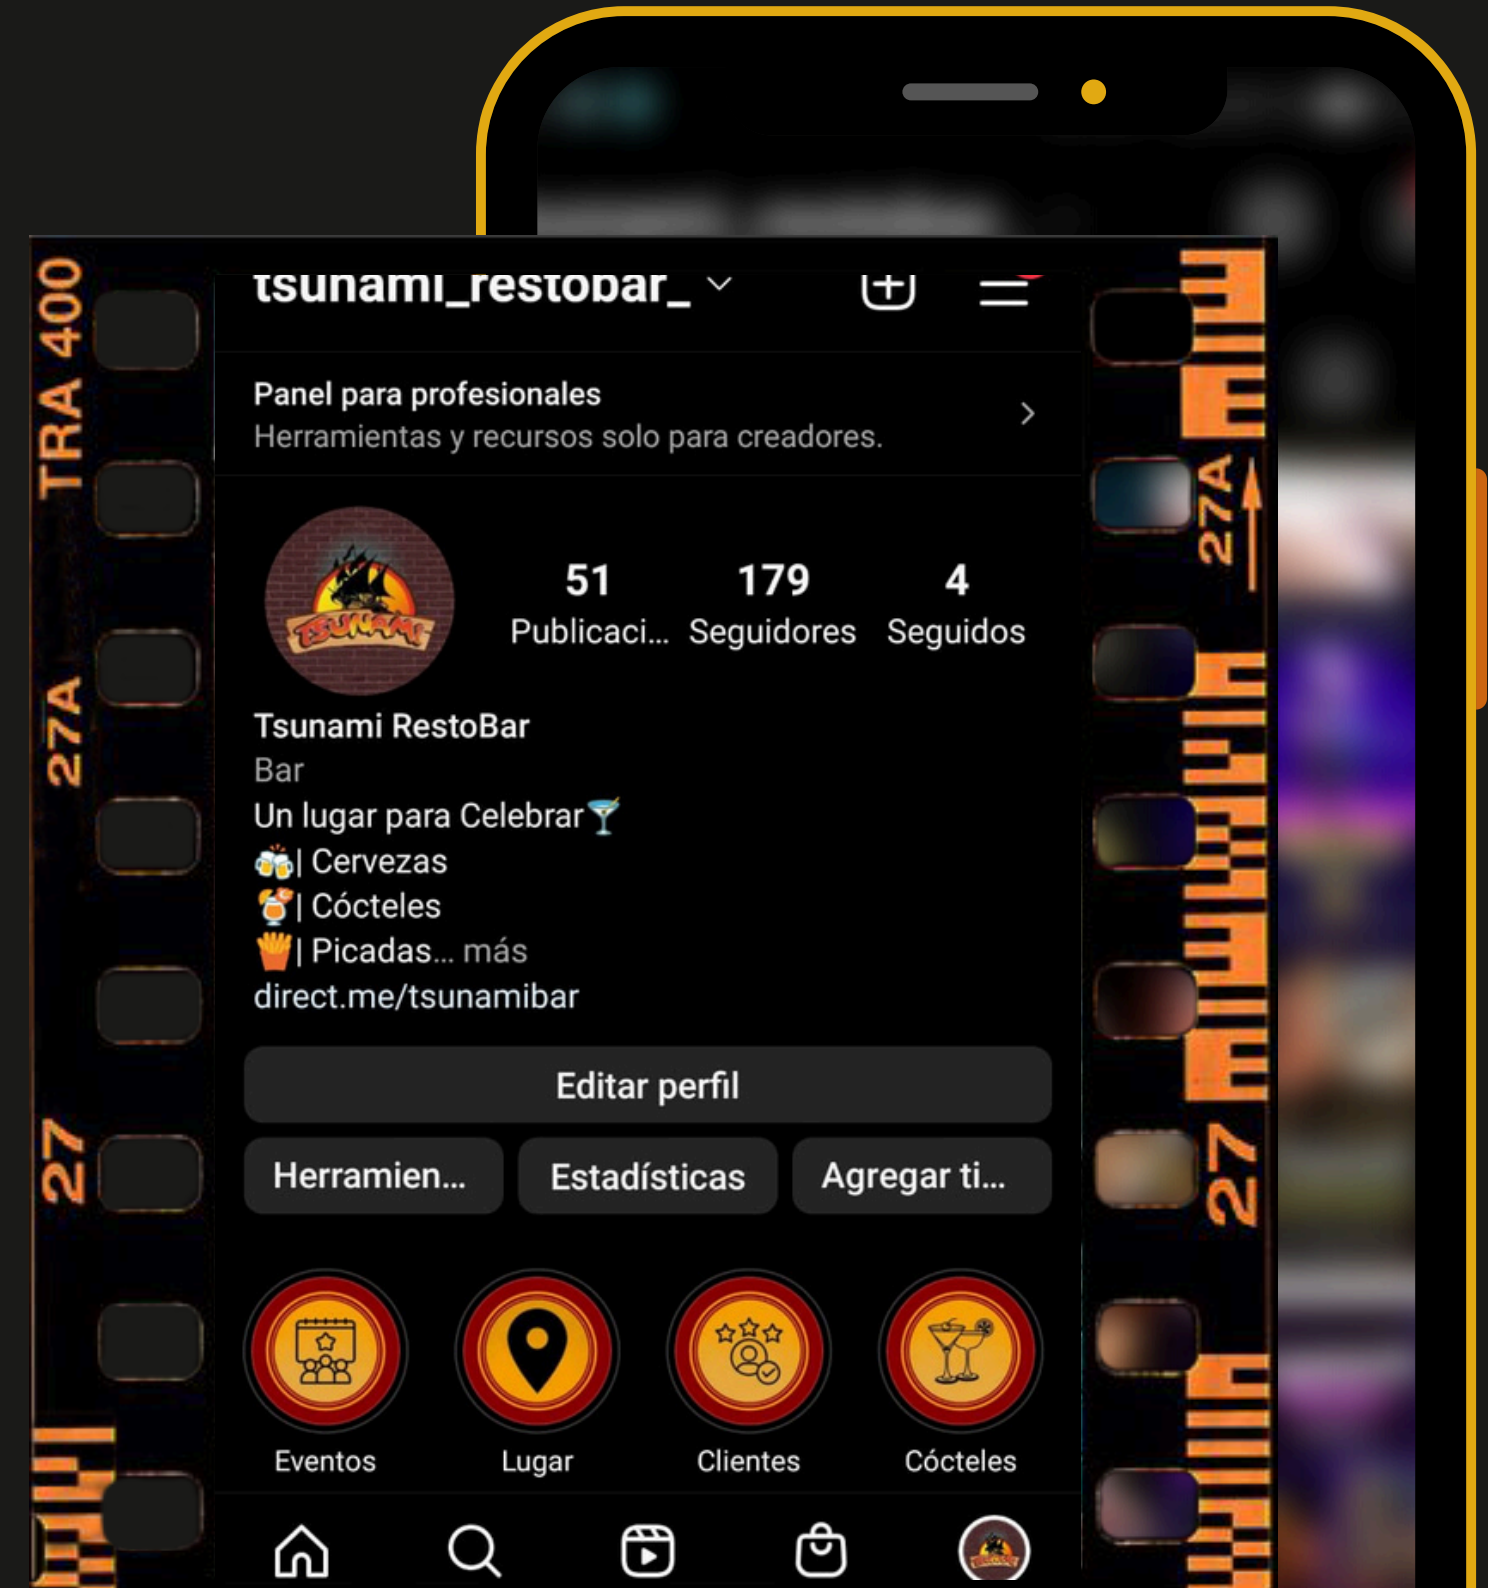 tsunami_restobar_
Panel para profesionales
Herramientas y recursos solo para creadores.
TSUNAMI
51 179 4
Publicaci... Seguidores Seguidos
Tsunami RestoBar
Bar
Un lugar para Celebrar🍸
🍻| Cervezas
🍹| Cócteles
🍟| Picadas... más
direct.me/tsunamibar
Editar perfil
Herramien... Estadísticas Agregar ti...
Eventos Lugar Clientes Cócteles
TRA 400
27A
27
27A
27